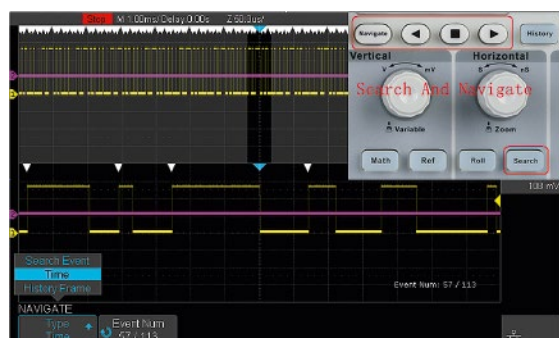 Stop M 1.00ms/ Delay:0.00s Z 50.0us/
Navigate
History
Vertical
Horizontal
V mV
S nS
Search And Navigate
Variable
Zoom
Math
Ref
Roll
Search
Search Event
Time
History Frame
Event Num: 57 / 113
NAVIGATE
Type
Time
Event Num
57 / 113